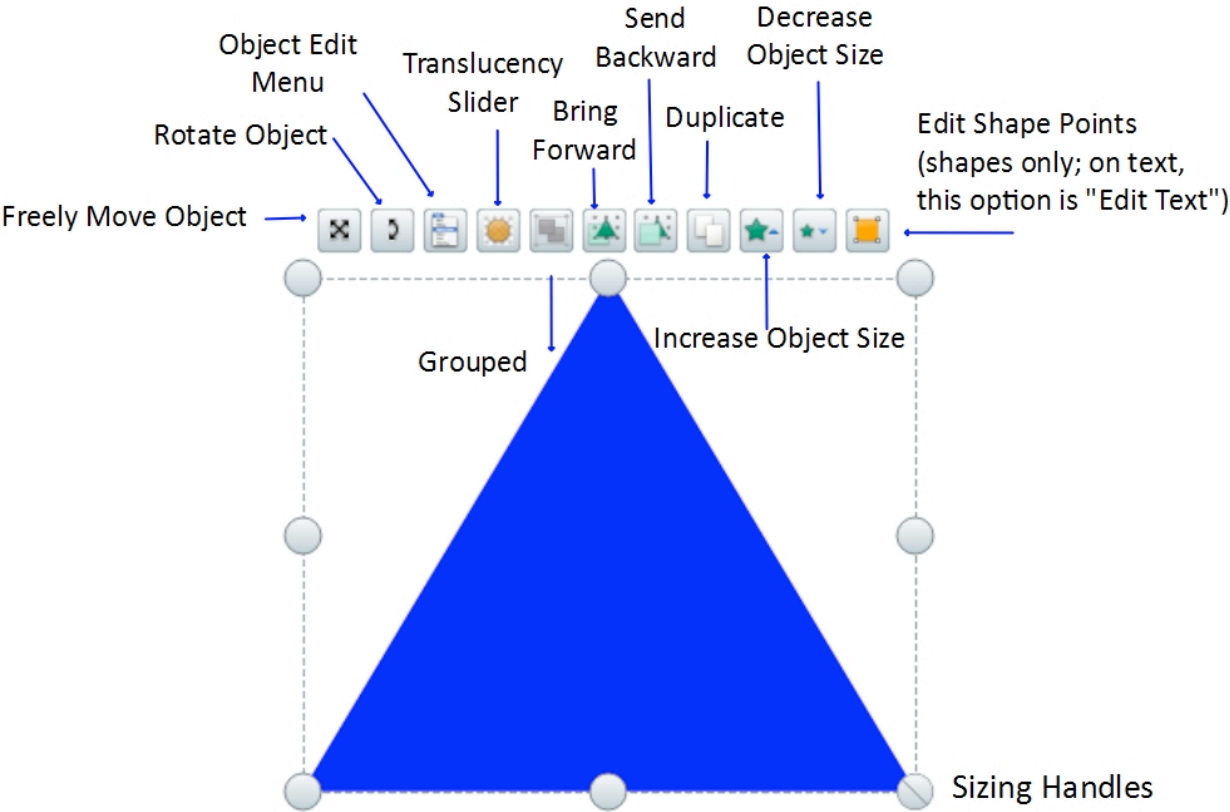 Object Edit
Menu
Translucency
Slider
Send
Backward
Decrease
Object Size
Rotate Object
Bring
Forward
Duplicate
Edit Shape Points
(shapes only; on text,
this option is "Edit Text")
Freely Move Object
Grouped
Increase Object Size
Sizing Handles